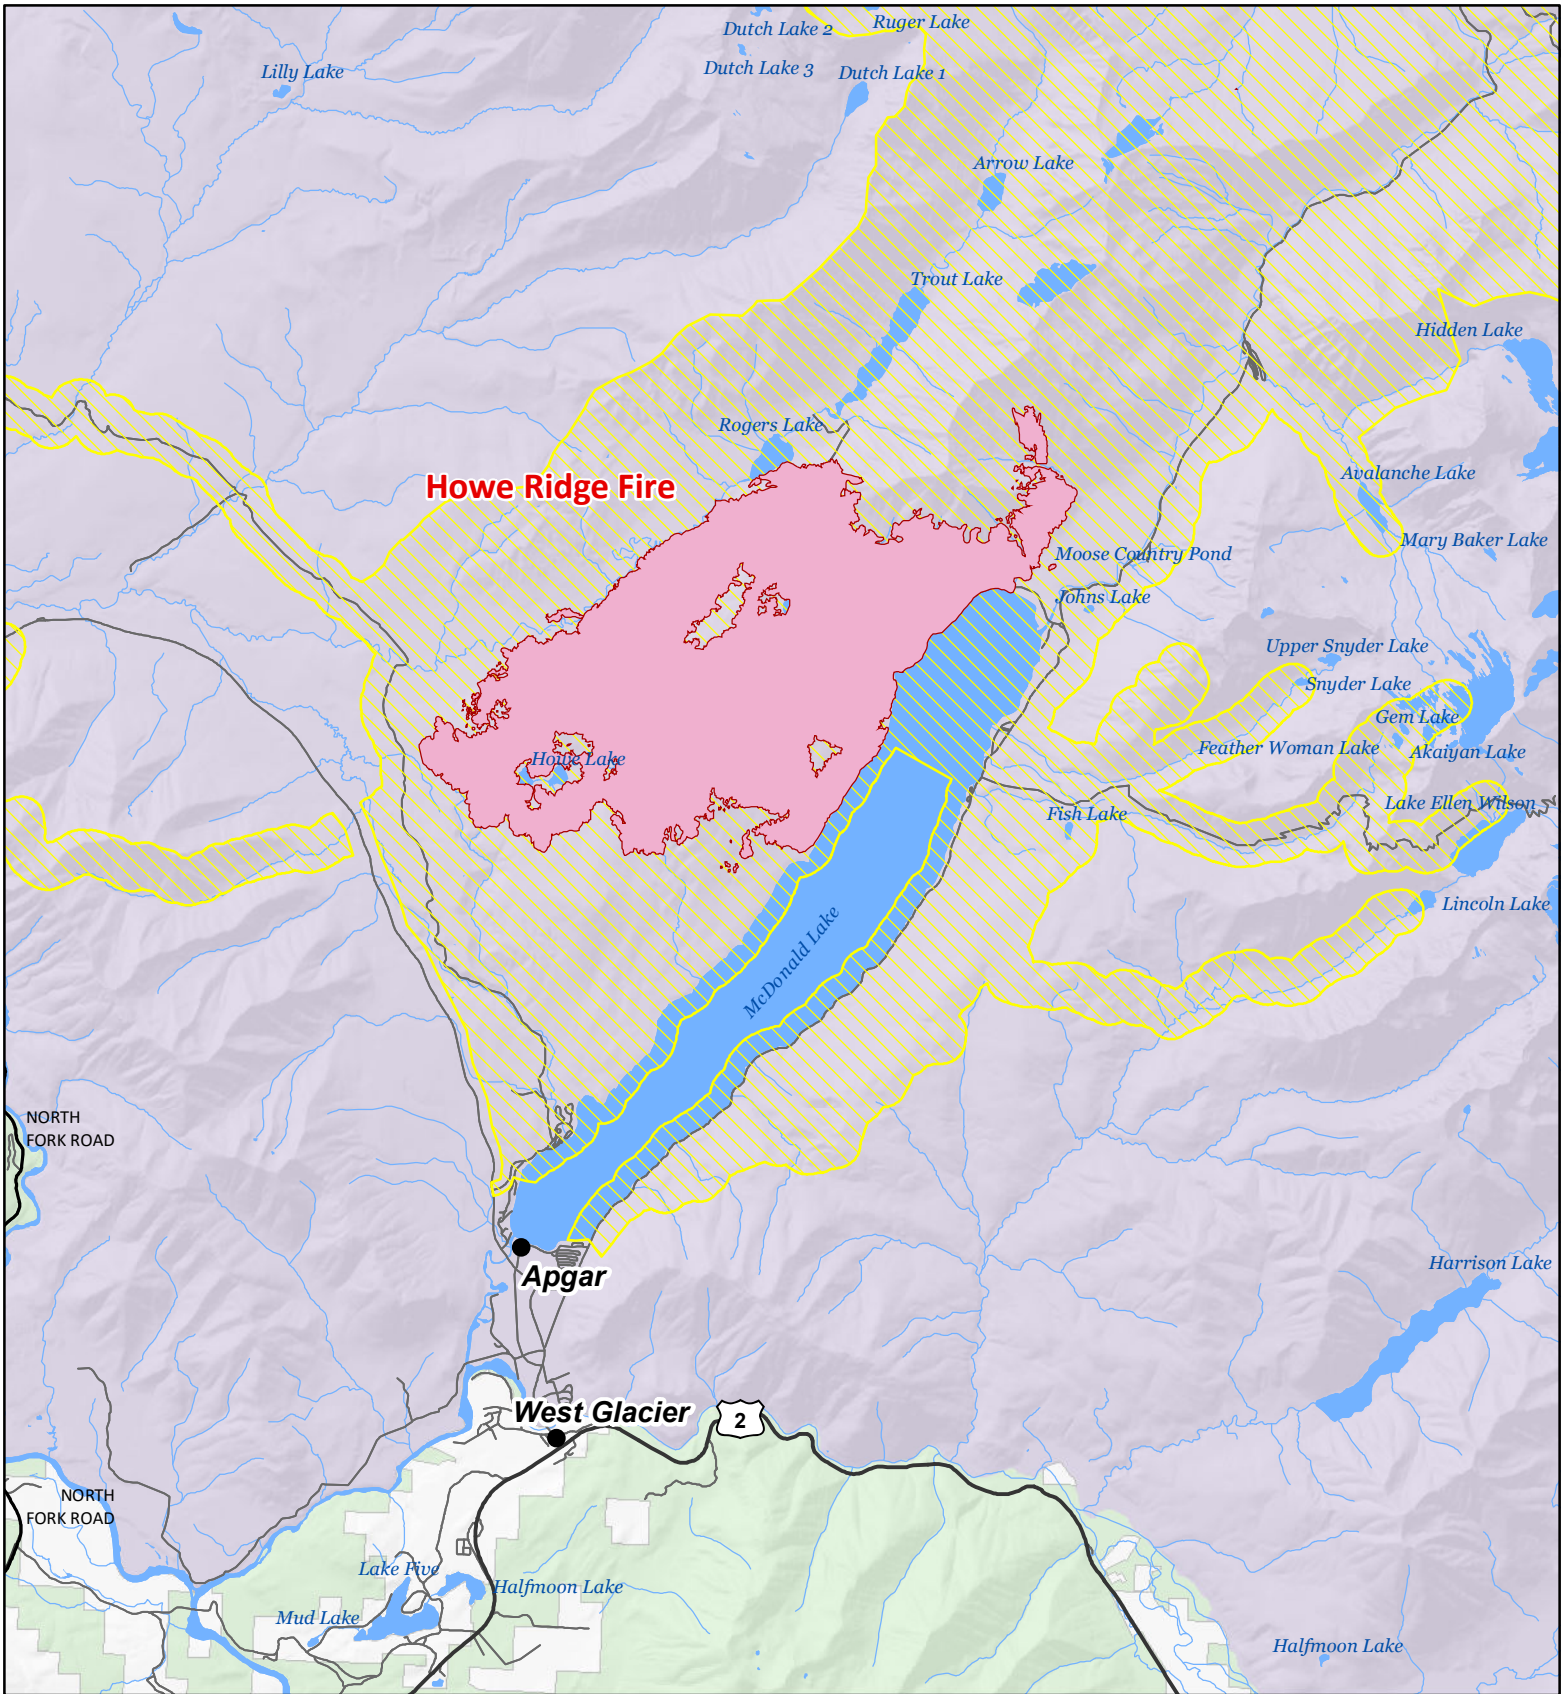 Dutch Lake 2
Ruger Lake
Lilly Lake
Dutch Lake 3
Dutch Lake 1
Arrow Lake
Trout Lake
Hidden Lake
Rogers Lake
Avalanche Lake
Howe Ridge Fire
Mary Baker Lake
Moose Country Pond
Johns Lake
Upper Snyder Lake
Snyder Lake
Gem Lake
Feather Woman Lake
Akaiyan Lake
Howe Lake
Lake Ellen Wilson
Fish Lake
Lincoln Lake
McDonald Lake
NORTH
FORK ROAD
Harrison Lake
Apgar
West Glacier
2
NORTH
FORK ROAD
Lake Five
Halfmoon Lake
Mud Lake
Halfmoon Lake